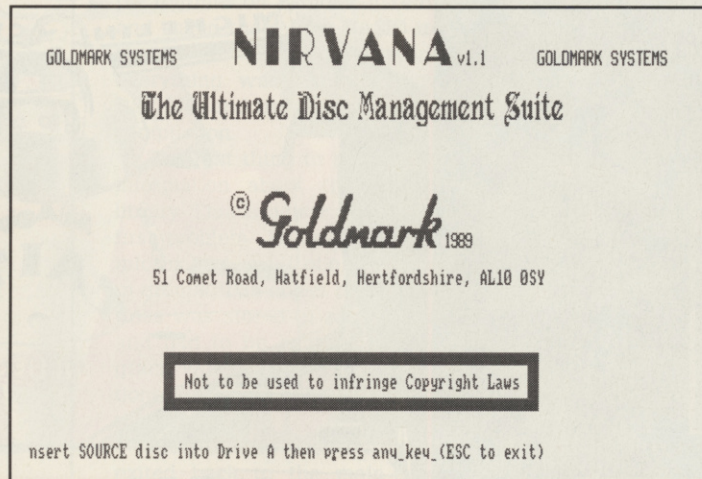 GOLDMARK SYSTEMS NIRVANA v1.1 GOLDMARK SYSTEMS
The Ultimate Disc Management Suite
© Goldmark 1989
51 Comet Road, Hatfield, Hertfordshire, AL10 0SY
Not to be used to infringe Copyright Laws
nsert SOURCE disc into Drive A then press any_key_(ESC to exit)